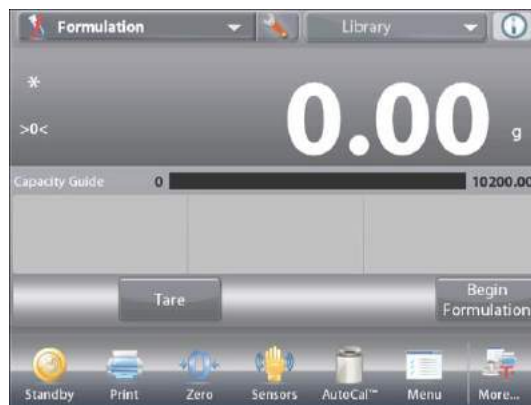 Formulation Library
*
>0<
0.00 g
Capacity Guide 0 10200.00
Tare
Begin
Formulation
Standby Print Zero Sensors AutoCal™ Menu More...